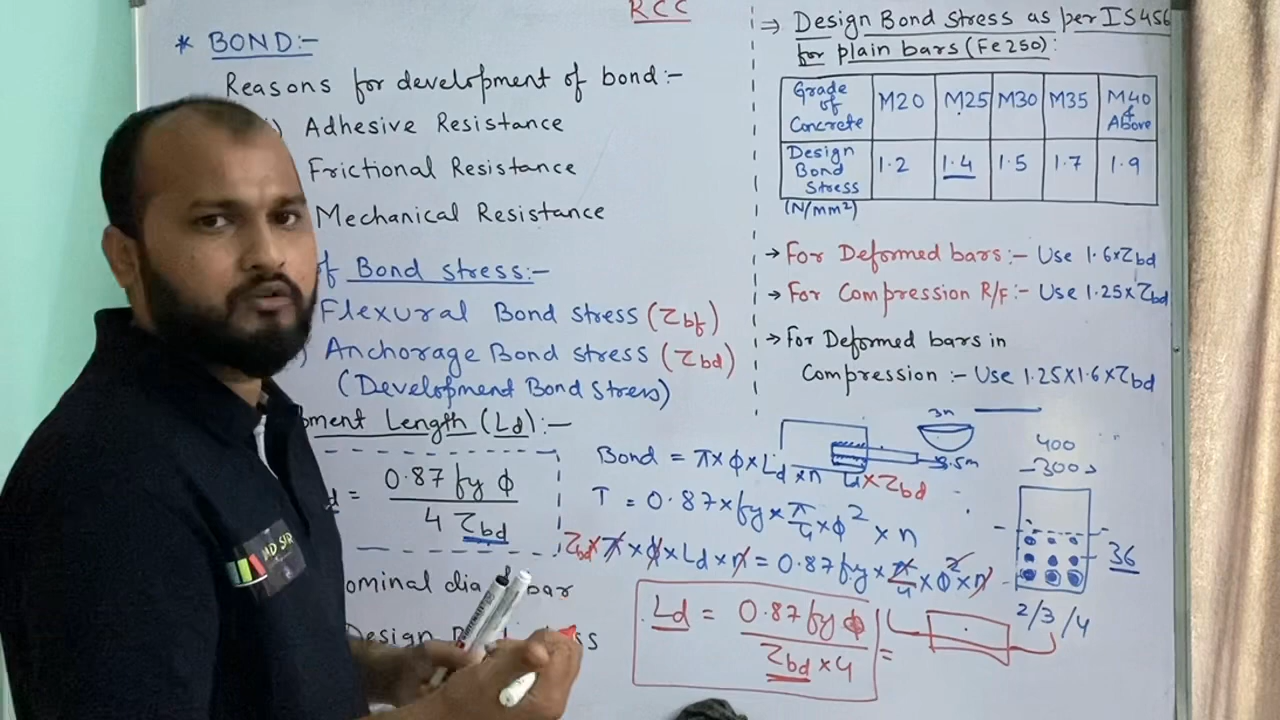 RCC
* BOND:-
Reasons for development of bond:-
i) Adhesive Resistance
Frictional Resistance
Mechanical Resistance
of Bond stress:-
Flexural Bond stress (τbf)
) Anchorage Bond stress (τbd)
(Development Bond Stress)
pment Length (Ld):-
d = 0.87 fy ϕ / 4 τbd
ominal dia bar
Design B ss
⇒ Design Bond Stress as per IS456
for plain bars (Fe250):
Grade of Concrete M20 M25 M30 M35 M40 & Above
Design Bond Stress 1.2 1.4 1.5 1.7 1.9
(N/mm²)
→ For Deformed bars:- Use 1.6×τbd
→ For Compression R/F:- Use 1.25×τbd
→ For Deformed bars in
Compression :- Use 1.25×1.6×τbd
Bond = π×ϕ×Ld×n ×τbd
T = 0.87×fy×π/4×ϕ²×n
τbd×π×ϕ×Ld×n = 0.87fy×π/4×ϕ²×n
Ld = 0.87 fy ϕ / τbd×4
=
400
300
36
2/3/4
JAD SIR